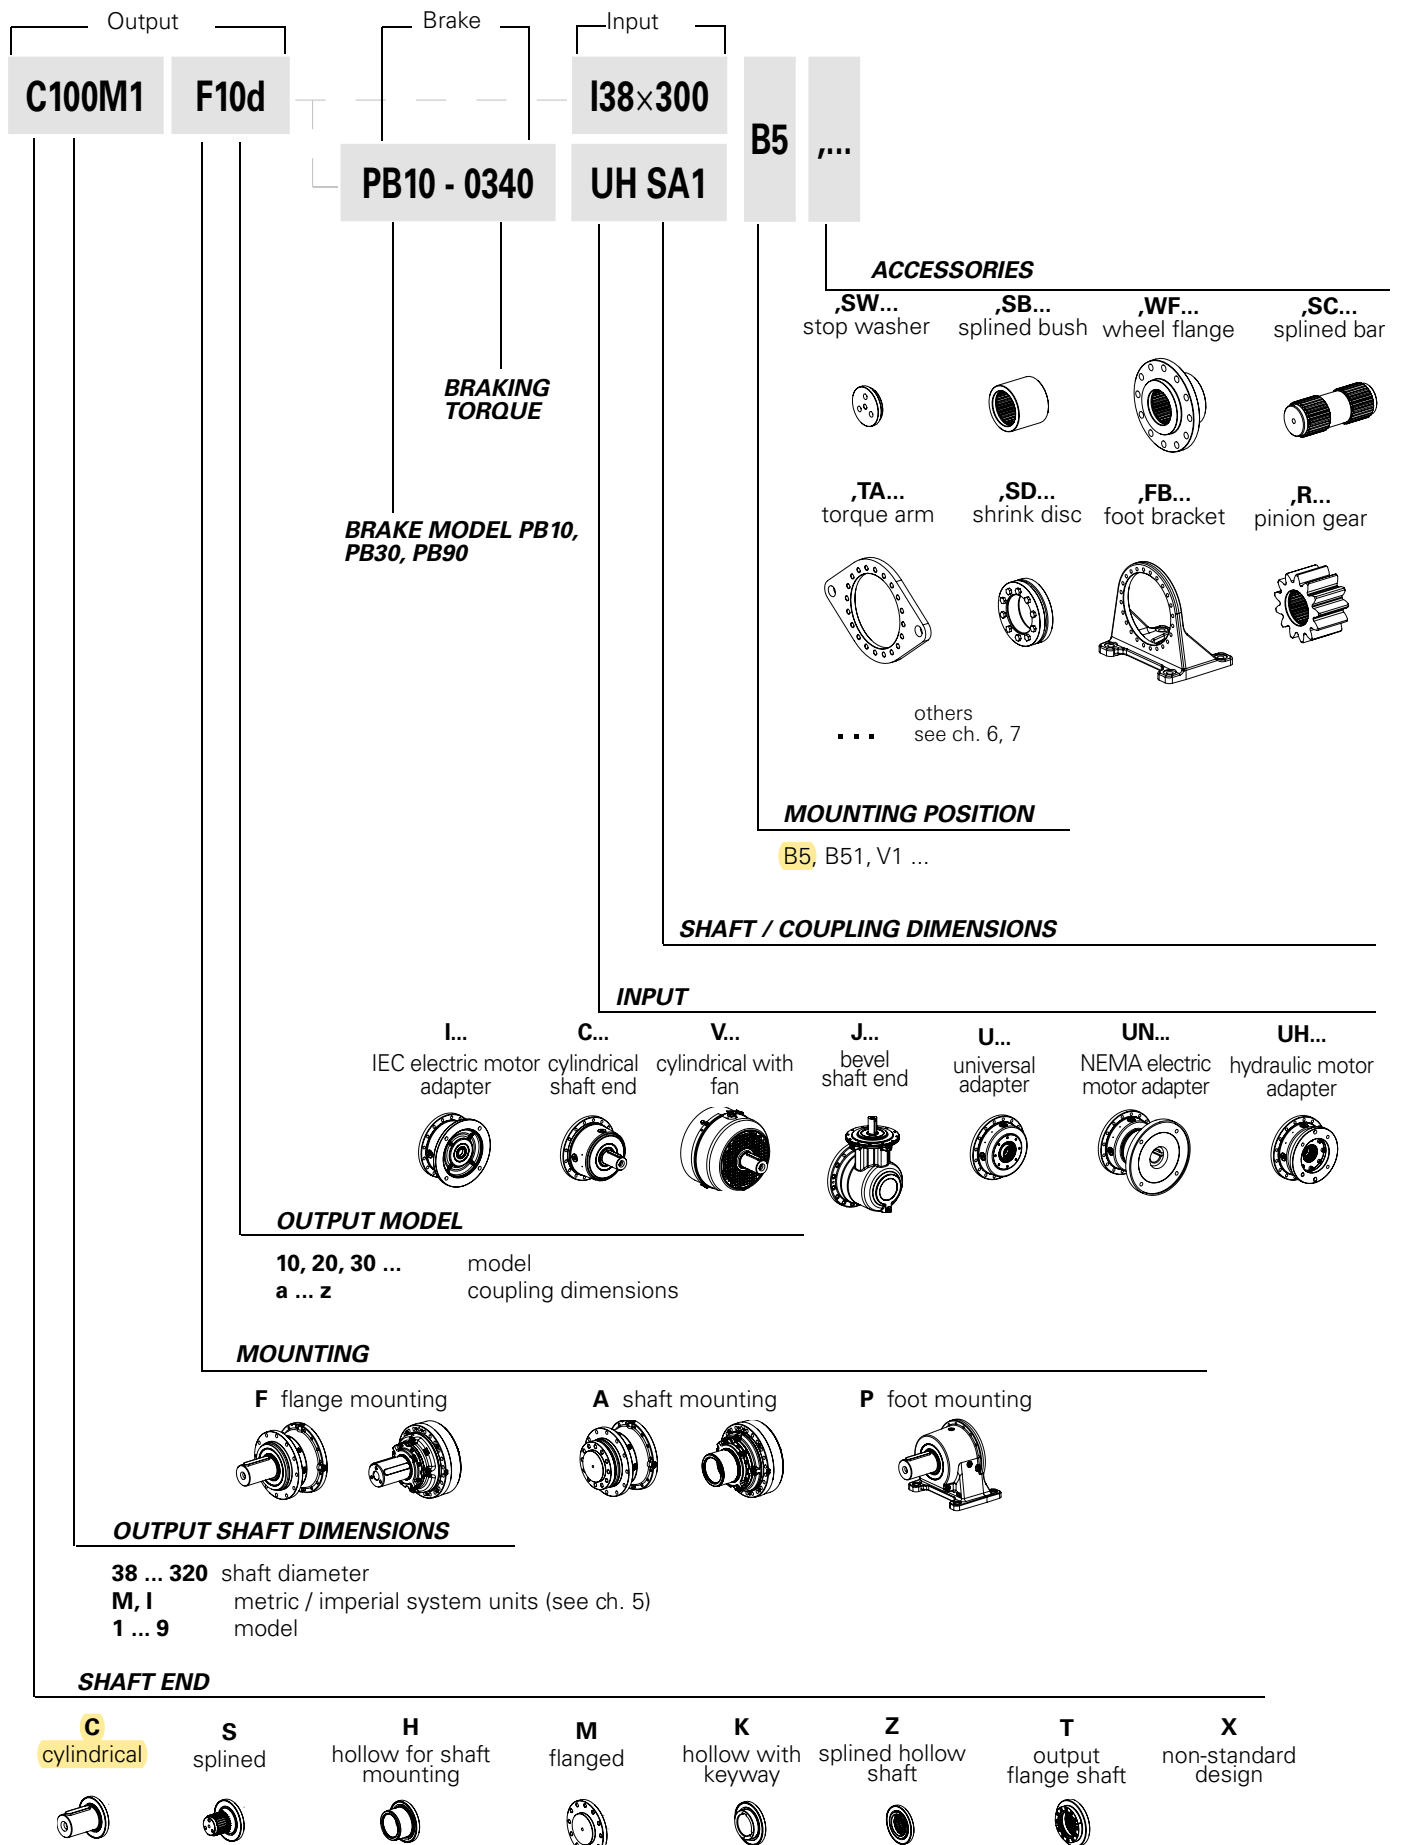 Output Brake Input
C100M1 F10d I38×300
B5 ,...
PB10 - 0340 UH SA1
ACCESSORIES
,SW... ,SB... ,WF... ,SC...
stop washer splined bush wheel flange splined bar
BRAKING
TORQUE
,TA... ,SD... ,FB... ,R...
torque arm shrink disc foot bracket pinion gear
BRAKE MODEL PB10,
PB30, PB90
others
... see ch. 6, 7
MOUNTING POSITION
B5, B51, V1 ...
SHAFT / COUPLING DIMENSIONS
INPUT
I... C... V... J... U... UN... UH...
IEC electric motor adapter
cylindrical shaft end
cylindrical with fan
bevel shaft end
universal adapter
NEMA electric motor adapter
hydraulic motor adapter
OUTPUT MODEL
10, 20, 30 ... model
a ... z coupling dimensions
MOUNTING
F flange mounting A shaft mounting P foot mounting
OUTPUT SHAFT DIMENSIONS
38 ... 320 shaft diameter
M, I metric / imperial system units (see ch. 5)
1 ... 9 model
SHAFT END
C S H M K Z T X
cylindrical
splined
hollow for shaft mounting
flanged
hollow with keyway
splined hollow shaft
output flange shaft
non-standard design